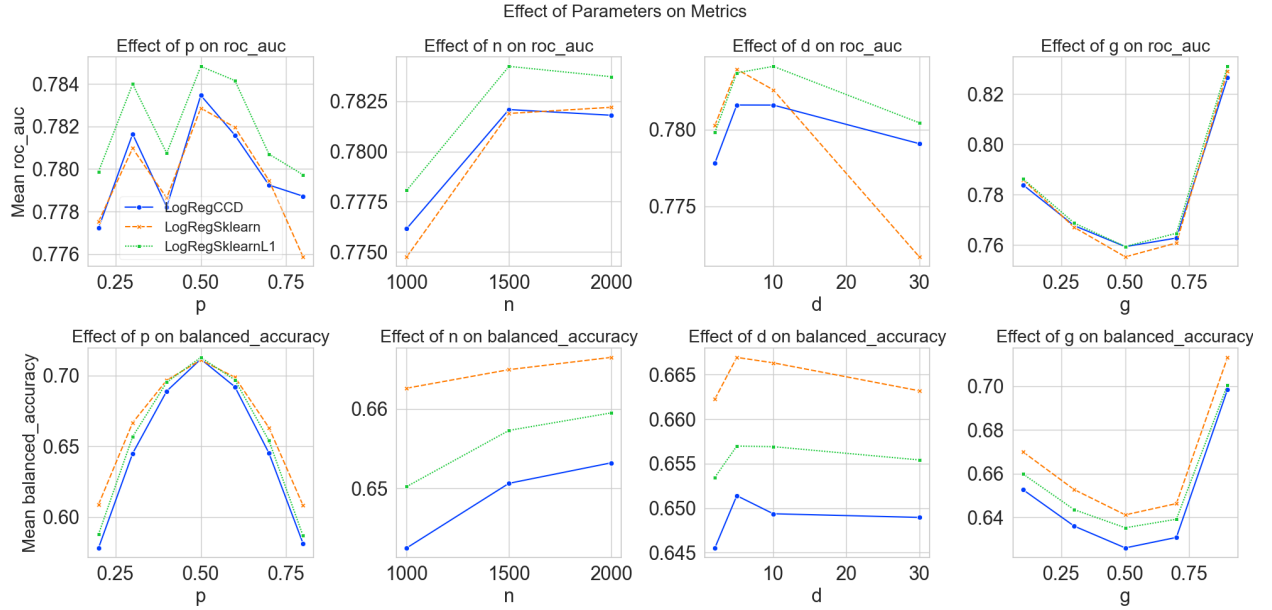 Effect of Parameters on Metrics
Effect of p on roc_auc
Mean roc_auc
0.784
0.782
0.780
0.778
0.776
LogRegCCD
LogRegSklearn
LogRegSklearnL1
0.25 0.50 0.75
p
Effect of n on roc_auc
0.7825
0.7800
0.7775
0.7750
1000 1500 2000
n
Effect of d on roc_auc
0.780
0.775
10 20 30
d
Effect of g on roc_auc
0.82
0.80
0.78
0.76
0.25 0.50 0.75
g
Effect of p on balanced_accuracy
Mean balanced_accuracy
0.70
0.65
0.60
0.25 0.50 0.75
p
Effect of n on balanced_accuracy
0.66
0.65
1000 1500 2000
n
Effect of d on balanced_accuracy
0.665
0.660
0.655
0.650
0.645
10 20 30
d
Effect of g on balanced_accuracy
0.70
0.68
0.66
0.64
0.25 0.50 0.75
g